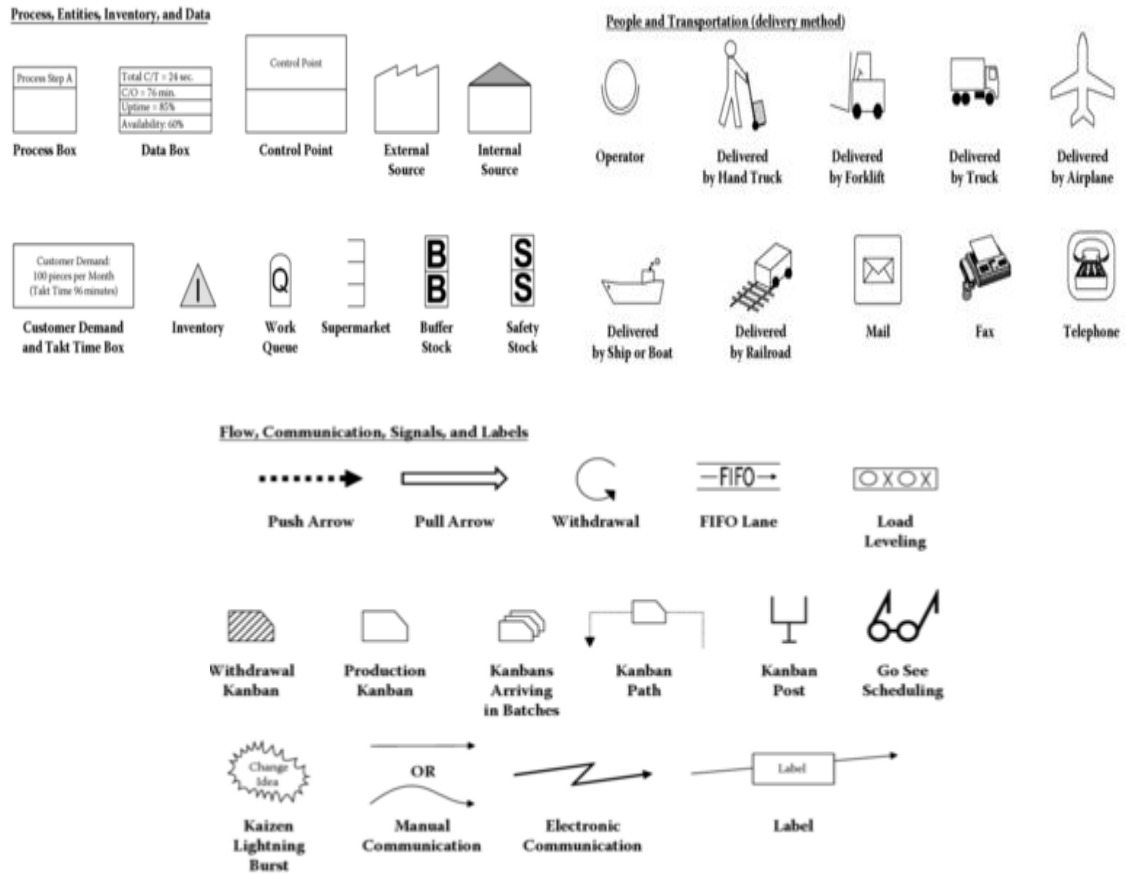 Process, Entities, Inventory, and Data
Process Step A
Process Box
Total C/T = 24 sec.
C/O = 76 min.
Uptime = 85%
Availability: 60%
Data Box
Control Point
Control Point
External
Source
Internal
Source
Customer Demand:
100 pieces per Month
(Takt Time 96 minutes)
Customer Demand
and Takt Time Box
I
Inventory
Q
Work
Queue
Supermarket
B
B
Buffer
Stock
S
S
Safety
Stock
People and Transportation (delivery method)
Operator
Delivered
by Hand Truck
Delivered
by Forklift
Delivered
by Truck
Delivered
by Airplane
Delivered
by Ship or Boat
Delivered
by Railroad
Mail
Fax
Telephone
Flow, Communication, Signals, and Labels
Push Arrow
Pull Arrow
Withdrawal
FIFO
FIFO Lane
OXOX
Load
Leveling
Withdrawal
Kanban
Production
Kanban
Kanbans
Arriving
in Batches
Kanban
Path
Kanban
Post
Go See
Scheduling
Change
Idea
Kaizen
Lightning
Burst
OR
Manual
Communication
Electronic
Communication
Label
Label